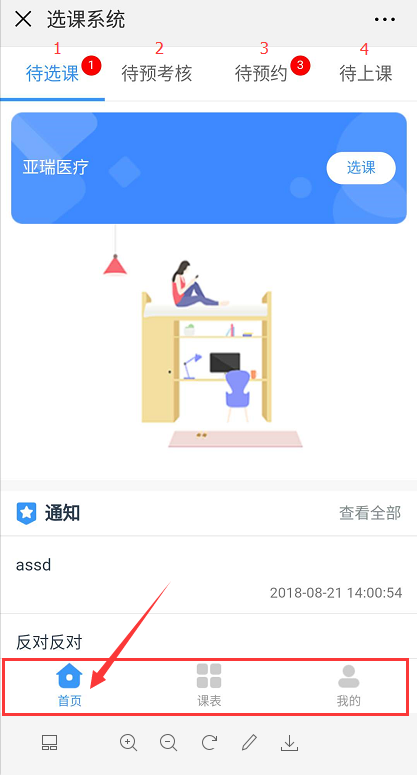 选课系统
1 2 3 4
待选课 1 待预考核 待预约 3 待上课
亚瑞医疗 选课
通知 查看全部
assd
2018-08-21 14:00:54
反对反对
首页 课表 我的